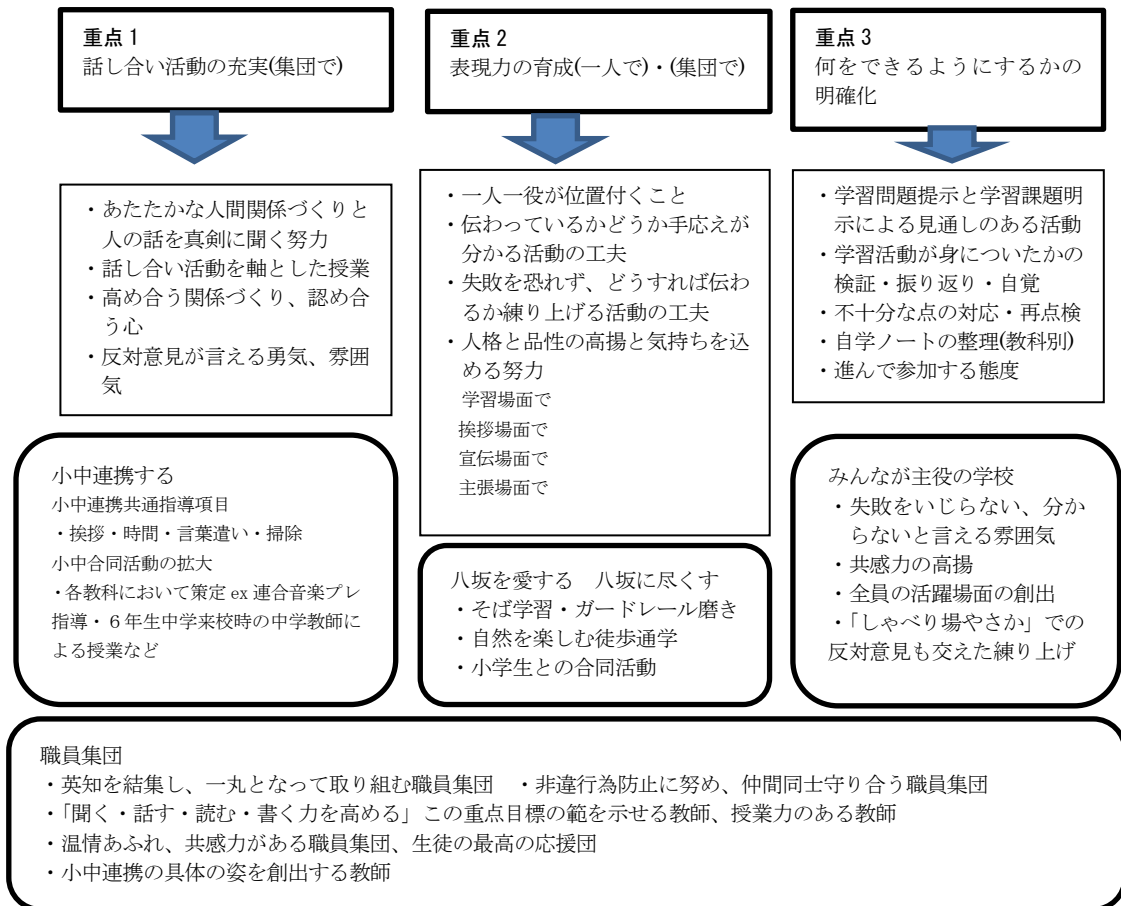 重点1
話し合い活動の充実(集団で)
・あたたかな人間関係づくりと
人の話を真剣に聞く努力
・話し合い活動を軸とした授業
・高め合う関係づくり、認め合
う心
・反対意見が言える勇気、雰囲
気
小中連携する
小中連携共通指導項目
・挨拶・時間・言葉遣い・掃除
小中合同活動の拡大
・各教科において策定 ex 連合音楽プレ
指導・6年生中学来校時の中学教師に
よる授業など
重点2
表現力の育成(一人で)・(集団で)
・一人一役が位置付くこと
・伝わっているかどうか手応えが
分かる活動の工夫
・失敗を恐れず、どうすれば伝わ
るか練り上げる活動の工夫
・人格と品性の高揚と気持ちを込
める努力
学習場面で
挨拶場面で
宣伝場面で
主張場面で
八坂を愛する 八坂に尽くす
・そば学習・ガードレール磨き
・自然を楽しむ徒歩通学
・小学生との合同活動
重点3
何をできるようにするかの
明確化
・学習問題提示と学習課題明
示による見通しのある活動
・学習活動が身についたかの
検証・振り返り・自覚
・不十分な点の対応・再点検
・自学ノートの整理(教科別)
・進んで参加する態度
みんなが主役の学校
・失敗をいじらない、分か
らないと言える雰囲気
・共感力の高揚
・全員の活躍場面の創出
・「しゃべり場やさか」での
反対意見も交えた練り上げ
職員集団
・英知を結集し、一丸となって取り組む職員集団 ・非違行為防止に努め、仲間同士守り合う職員集団
・「聞く・話す・読む・書く力を高める」この重点目標の範を示せる教師、授業力のある教師
・温情あふれ、共感力がある職員集団、生徒の最高の応援団
・小中連携の具体の姿を創出する教師